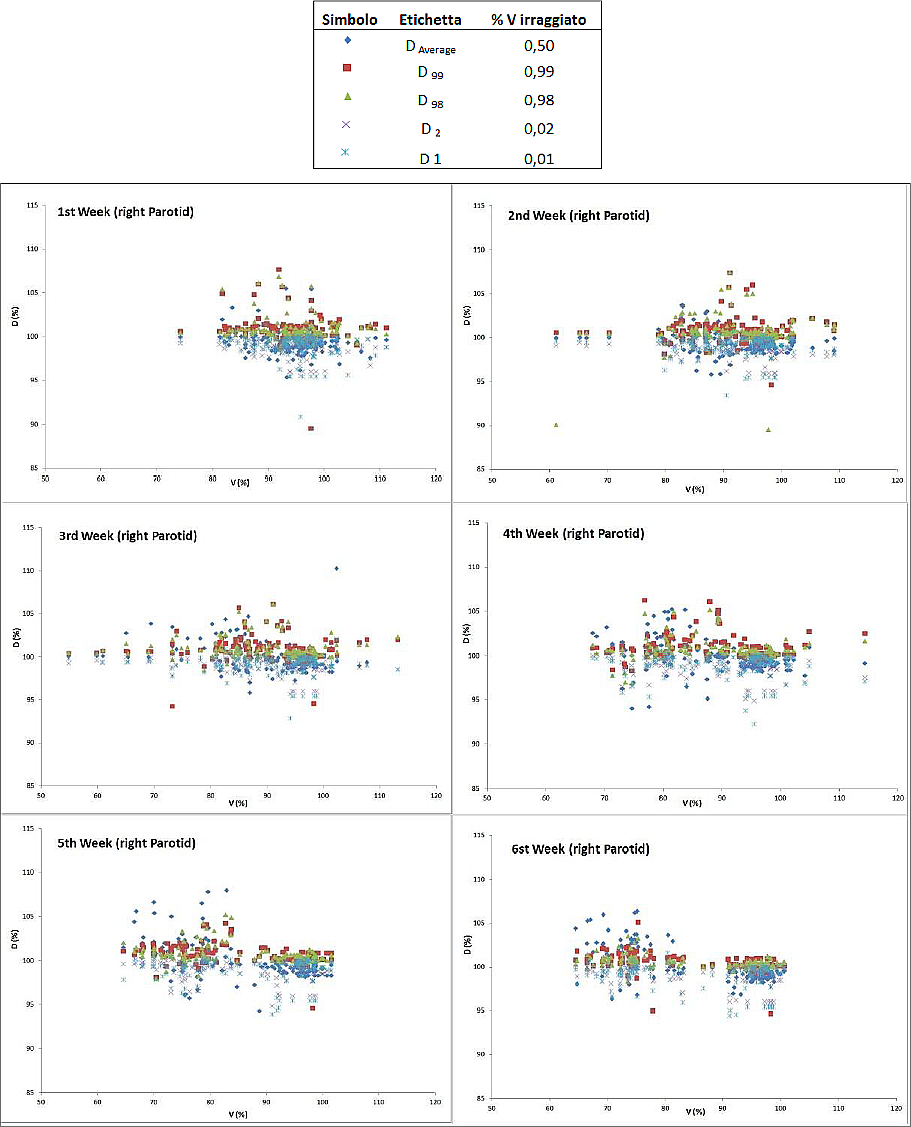 Simbolo Etichetta % V irraggiato
D Average 0,50
D 99 0,99
D 98 0,98
D 2 0,02
D 1 0,01
1st Week (right Parotid)
115
110
105
100
95
90
85
D (%)
50 60 70 80 90 100 110 120
V (%)
2nd Week (right Parotid)
115
110
105
100
95
90
85
D (%)
50 60 70 80 90 100 110 120
V (%)
3rd Week (right Parotid)
115
110
105
100
95
90
85
D (%)
50 60 70 80 90 100 110 120
V (%)
4th Week (right Parotid)
115
110
105
100
95
90
85
D (%)
50 60 70 80 90 100 110 120
V (%)
5th Week (right Parotid)
115
110
105
100
95
90
85
D (%)
50 60 70 80 90 100 110 120
V (%)
6st Week (right Parotid)
115
110
105
100
95
90
85
D (%)
50 60 70 80 90 100 110 120
V (%)